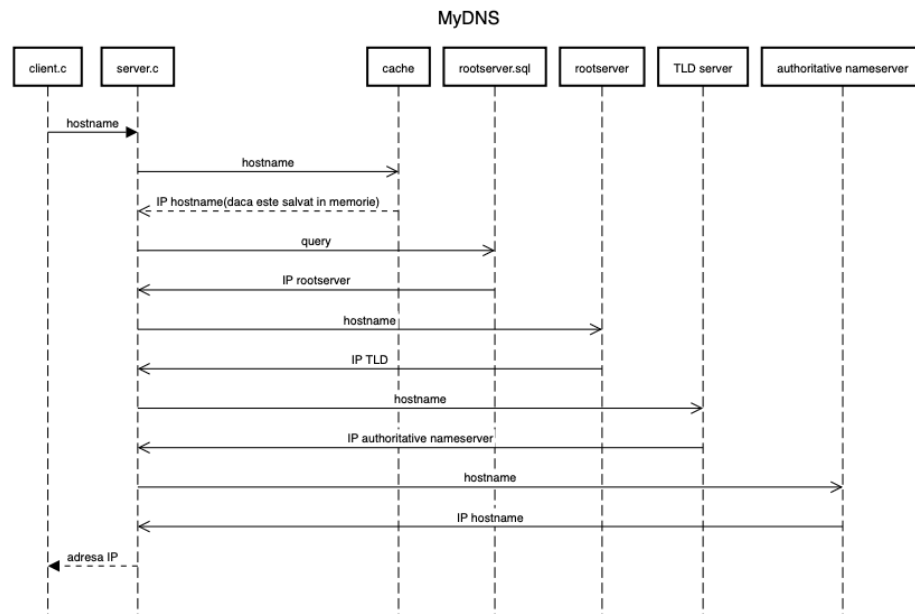 MyDNS
client.c
server.c
cache
rootserver.sql
rootserver
TLD server
authoritative nameserver
hostname
hostname
IP hostname(daca este salvat in memorie)
query
IP rootserver
hostname
IP TLD
hostname
IP authoritative nameserver
hostname
IP hostname
adresa IP